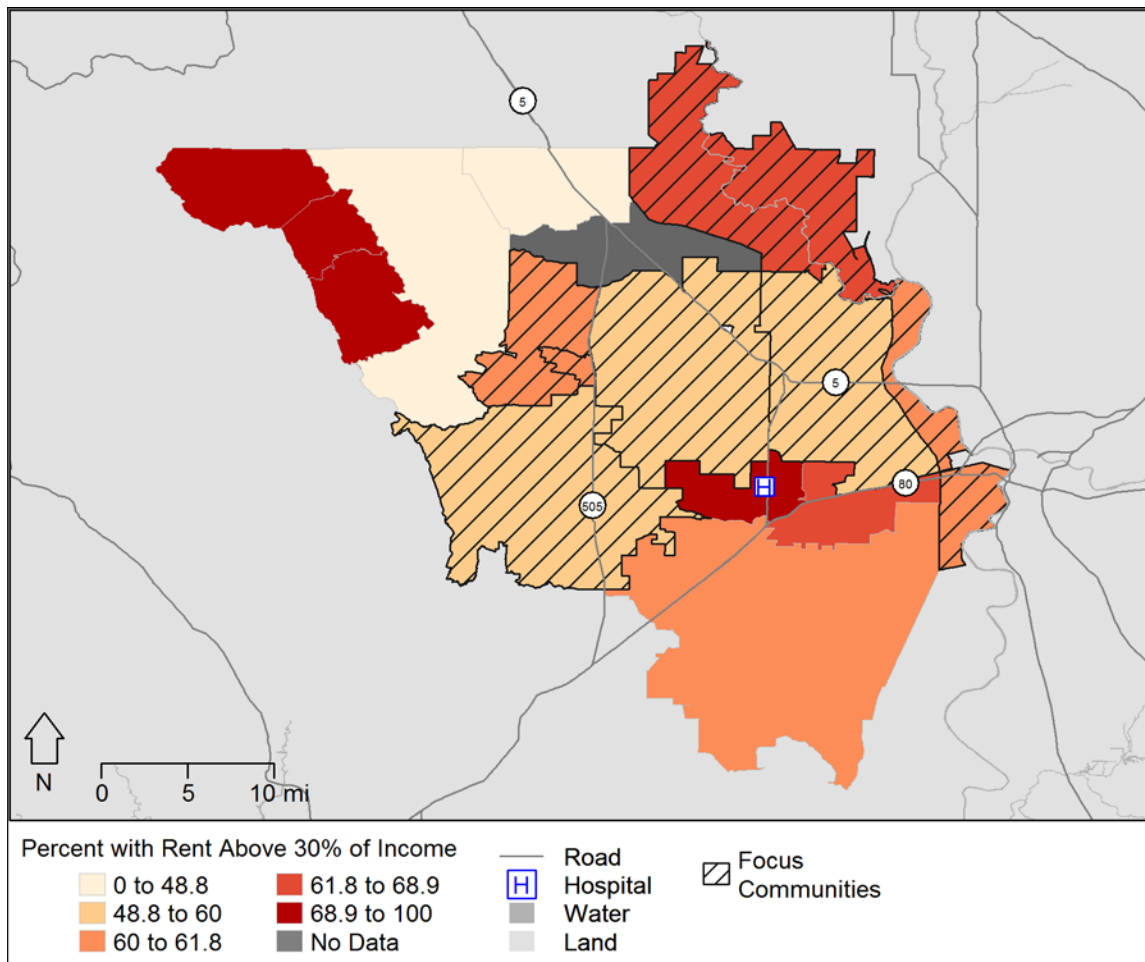 5
5
80
505
H
N
0 5 10 mi
Percent with Rent Above 30% of Income
0 to 48.8
48.8 to 60
60 to 61.8
61.8 to 68.9
68.9 to 100
No Data
Road
H Hospital
Water
Land
Focus
Communities